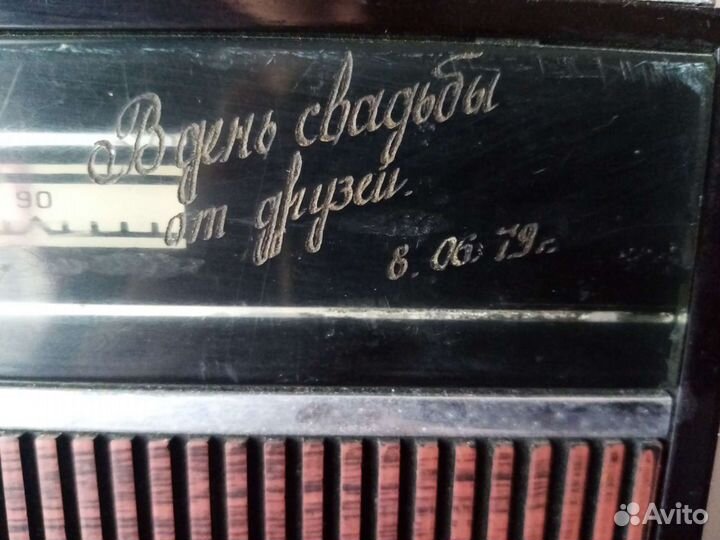 В день свадьбы
от друзей.
90
8. 06. 79г.
Avito